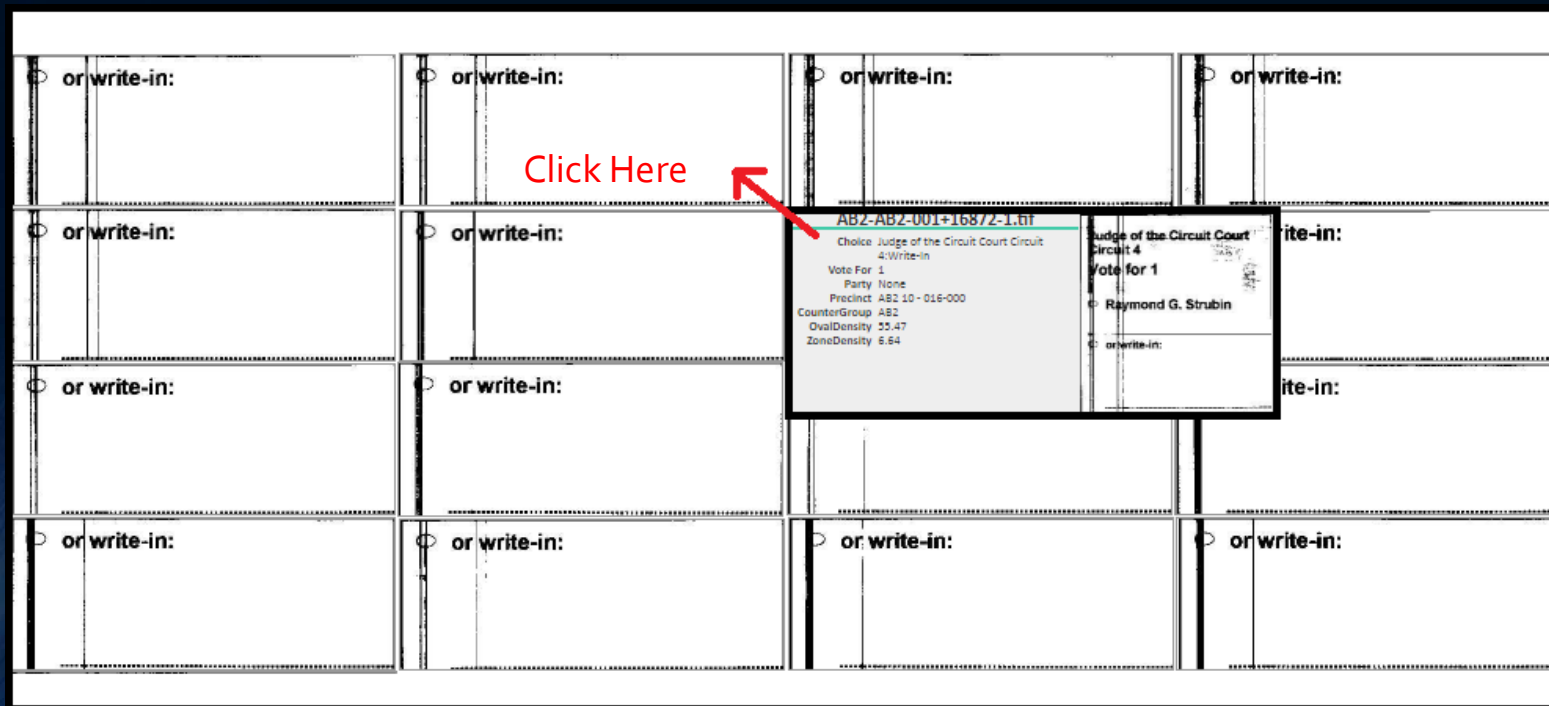 or write-in:
or write-in:
or write-in:
or write-in:
Click Here
or write-in:
or write-in:
AB2-AB2-001+16872-1.tif
Choice Judge of the Circuit Court Circuit
4:Write-In
Vote For 1
Party None
Precinct AB2 10 - 016-000
CounterGroup AB2
OvalDensity 55.47
ZoneDensity 6.64
Judge of the Circuit Court
Circuit 4
Vote for 1
Raymond G. Strubin
or write-in:
ite-in:
or write-in:
or write-in:
ite-in:
or write-in:
or write-in:
or write-in:
or write-in: